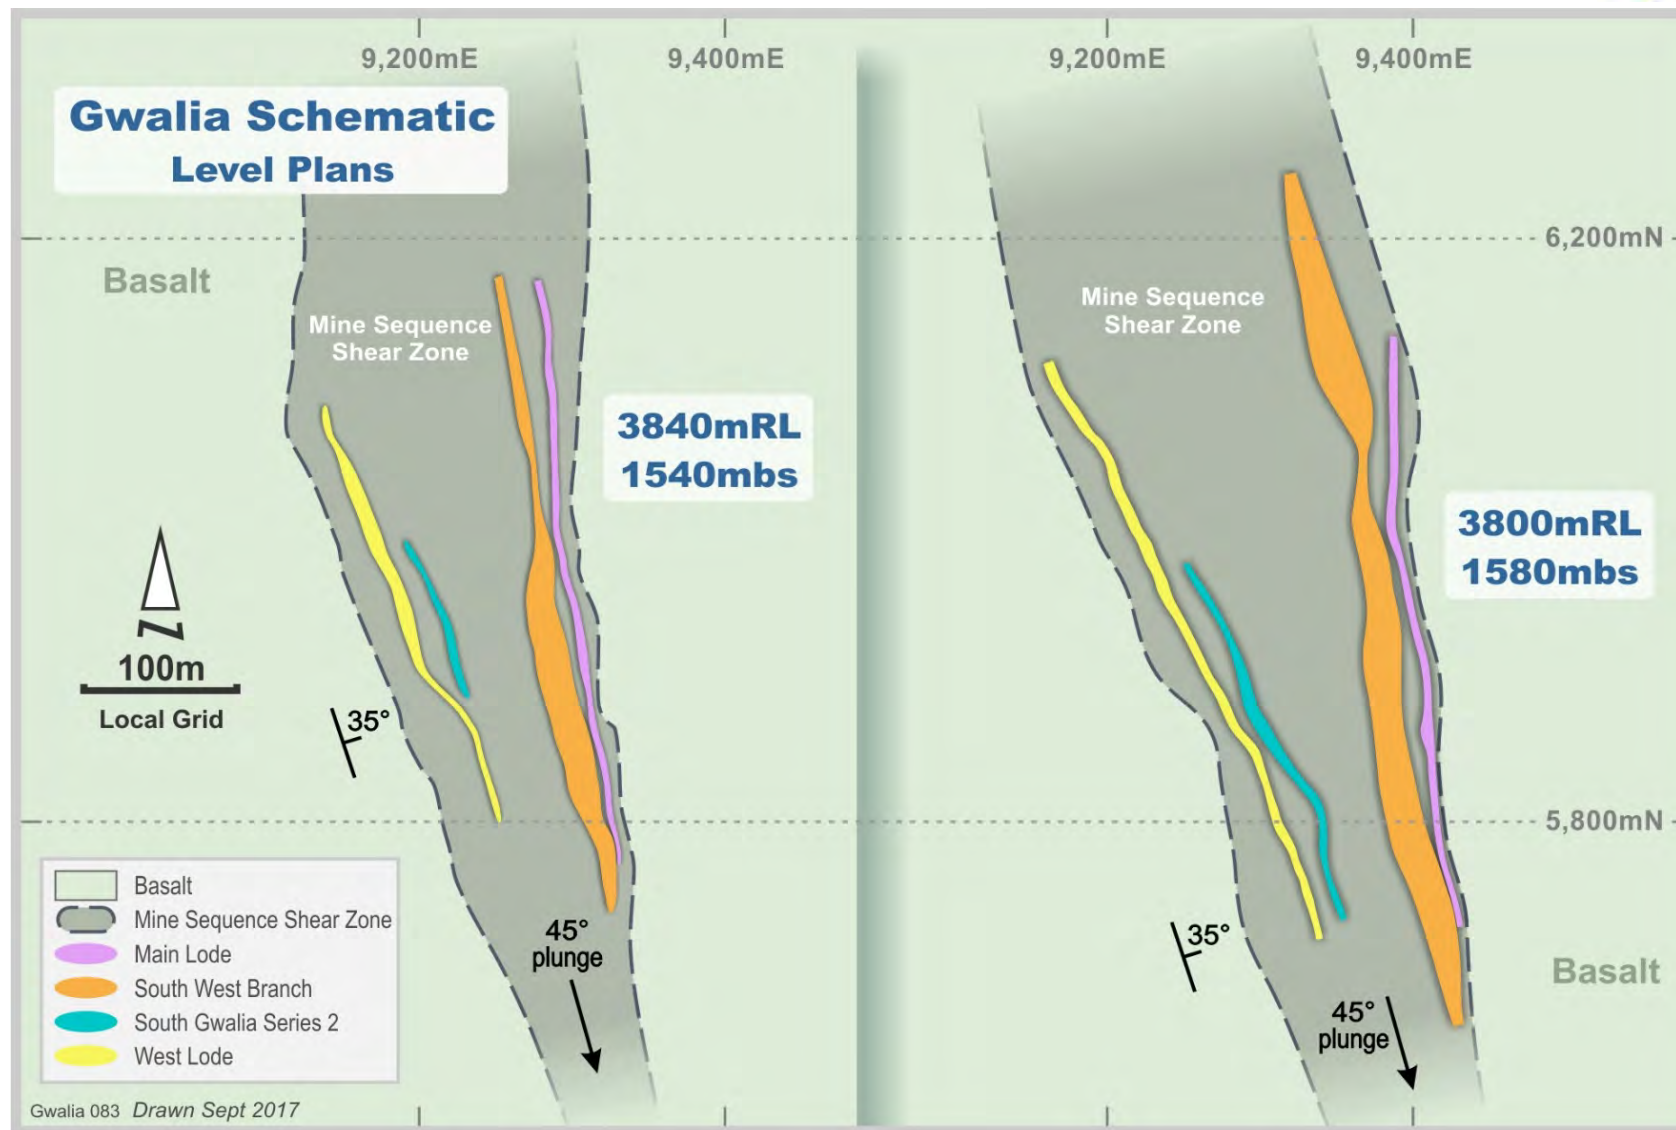 9,200mE
9,400mE
9,200mE
9,400mE
Gwalia Schematic
Level Plans
6,200mN
Basalt
Mine Sequence
Shear Zone
Mine Sequence
Shear Zone
3840mRL
1540mbs
3800mRL
1580mbs
N
100m
Local Grid
35°
5,800mN
Basalt
Mine Sequence Shear Zone
Main Lode
South West Branch
South Gwalia Series 2
West Lode
45°
plunge
35°
Basalt
45°
plunge
Gwalia 083 Drawn Sept 2017